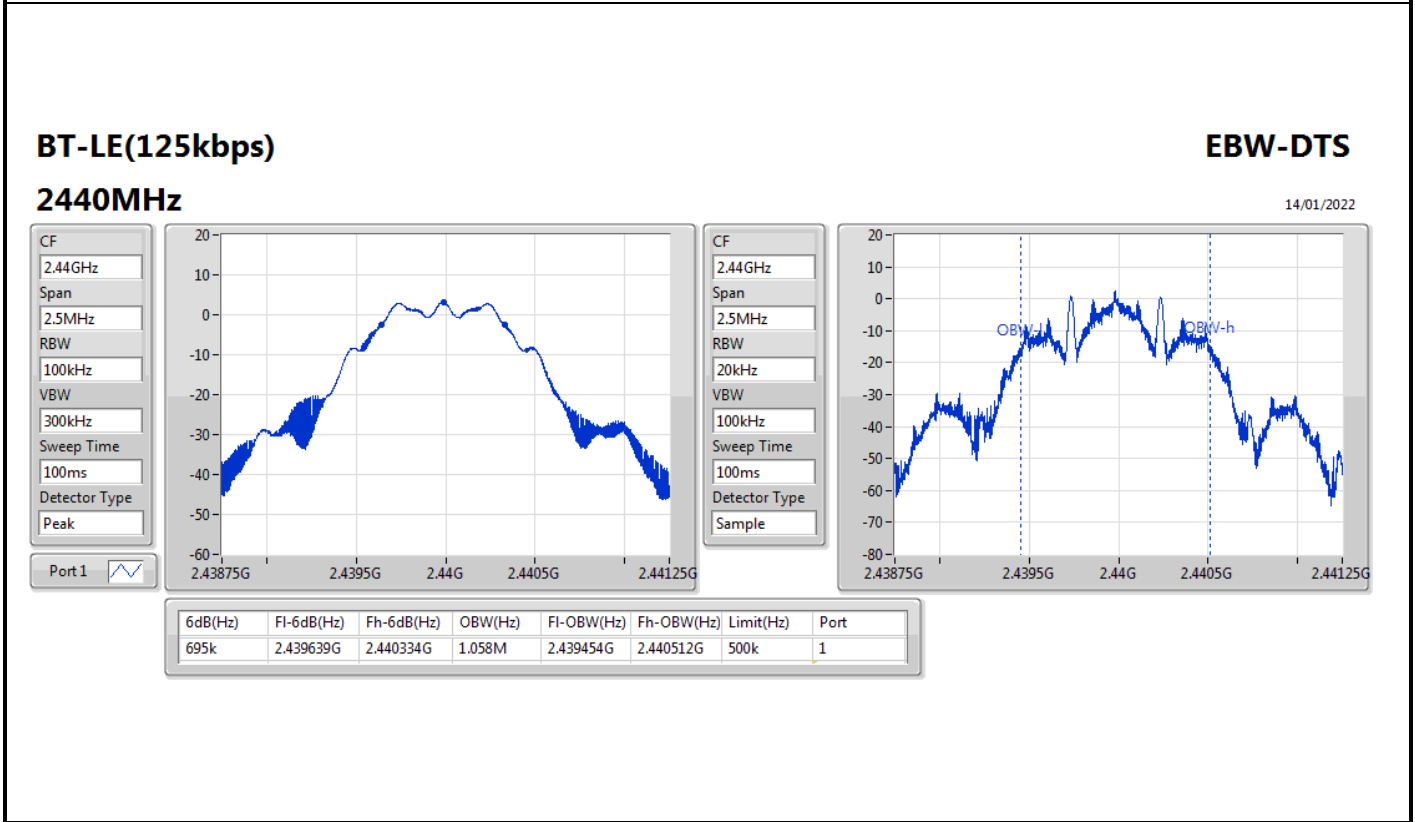 BT-LE(125kbps)
EBW-DTS
2440MHz
14/01/2022
CF
2.44GHz
Span
2.5MHz
RBW
100kHz
VBW
300kHz
Sweep Time
100ms
Detector Type
Peak
Port 1
20
10
0
-10
-20
-30
-40
-50
-60
2.43875G 2.4395G 2.44G 2.4405G 2.44125G
CF
2.44GHz
Span
2.5MHz
RBW
20kHz
VBW
100kHz
Sweep Time
100ms
Detector Type
Sample
20
10
0
-10
-20
-30
-40
-50
-60
-70
-80
OBW-l OBW-h
2.43875G 2.4395G 2.44G 2.4405G 2.44125G
6dB(Hz) Fl-6dB(Hz) Fh-6dB(Hz) OBW(Hz) Fl-OBW(Hz) Fh-OBW(Hz) Limit(Hz) Port
695k 2.439639G 2.440334G 1.058M 2.439454G 2.440512G 500k 1